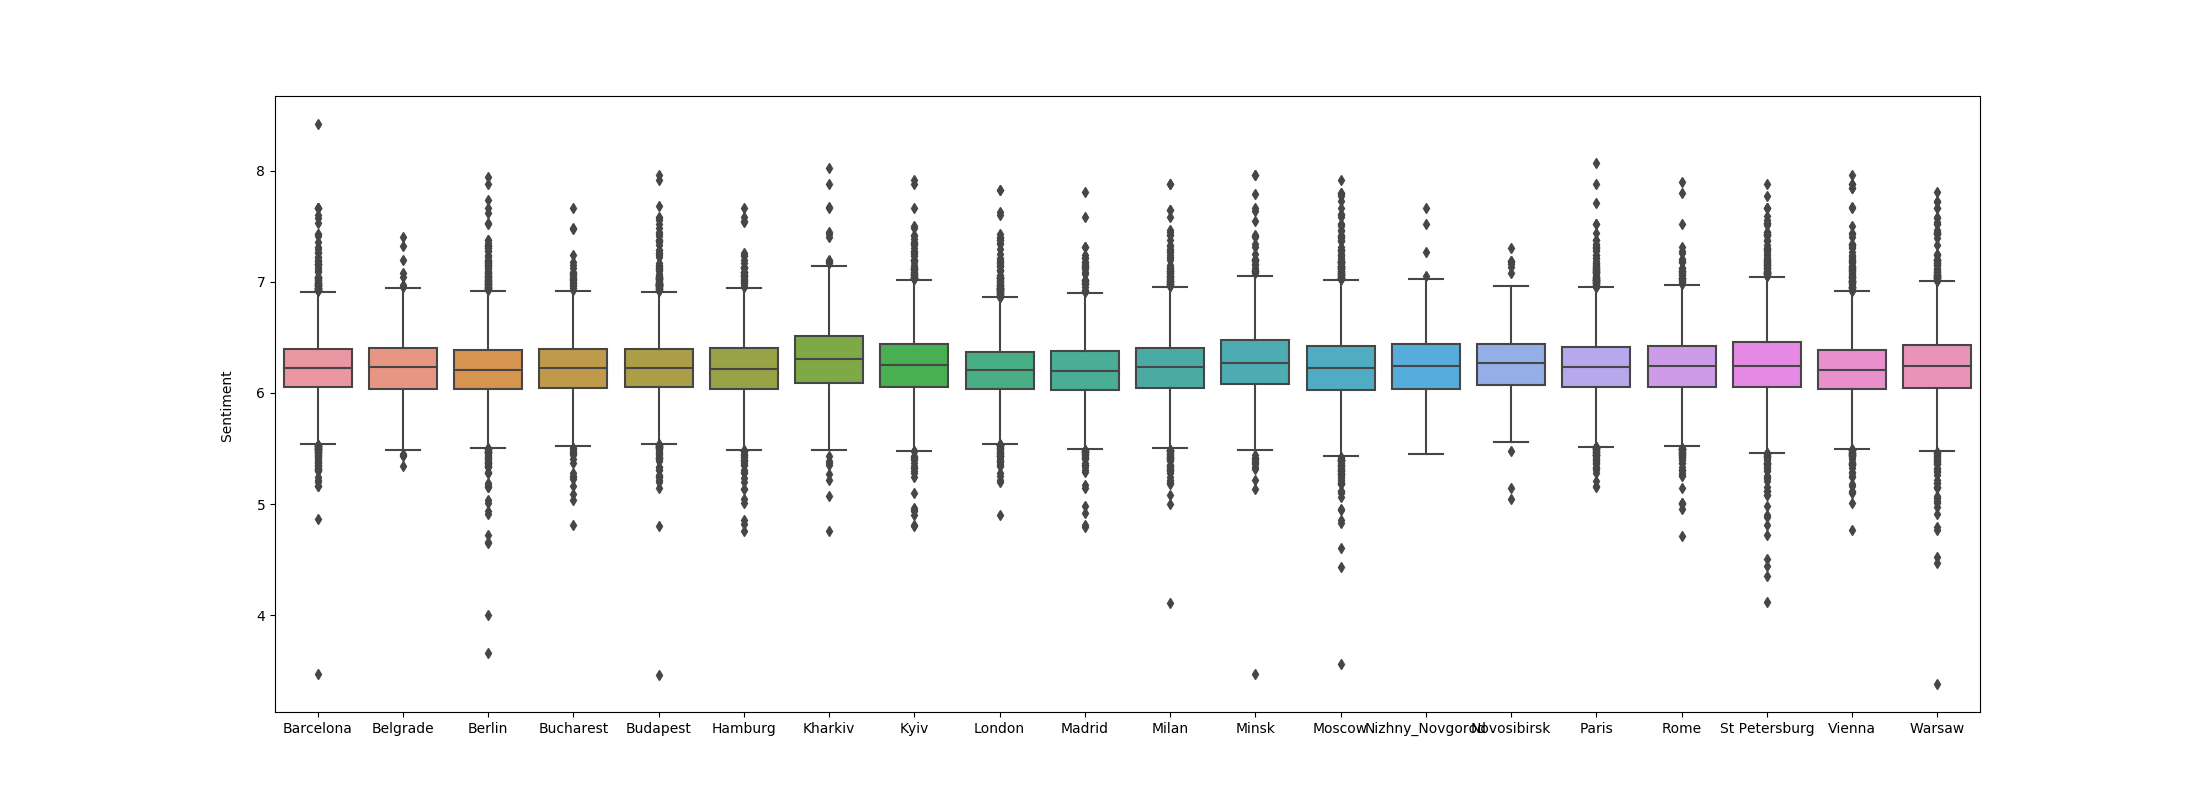 8
7
6
5
4
Sentiment
Barcelona Belgrade Berlin Bucharest Budapest Hamburg Kharkiv Kyiv London Madrid Milan Minsk Moscow Nizhny_Novgorod Novosibirsk Paris Rome St Petersburg Vienna Warsaw